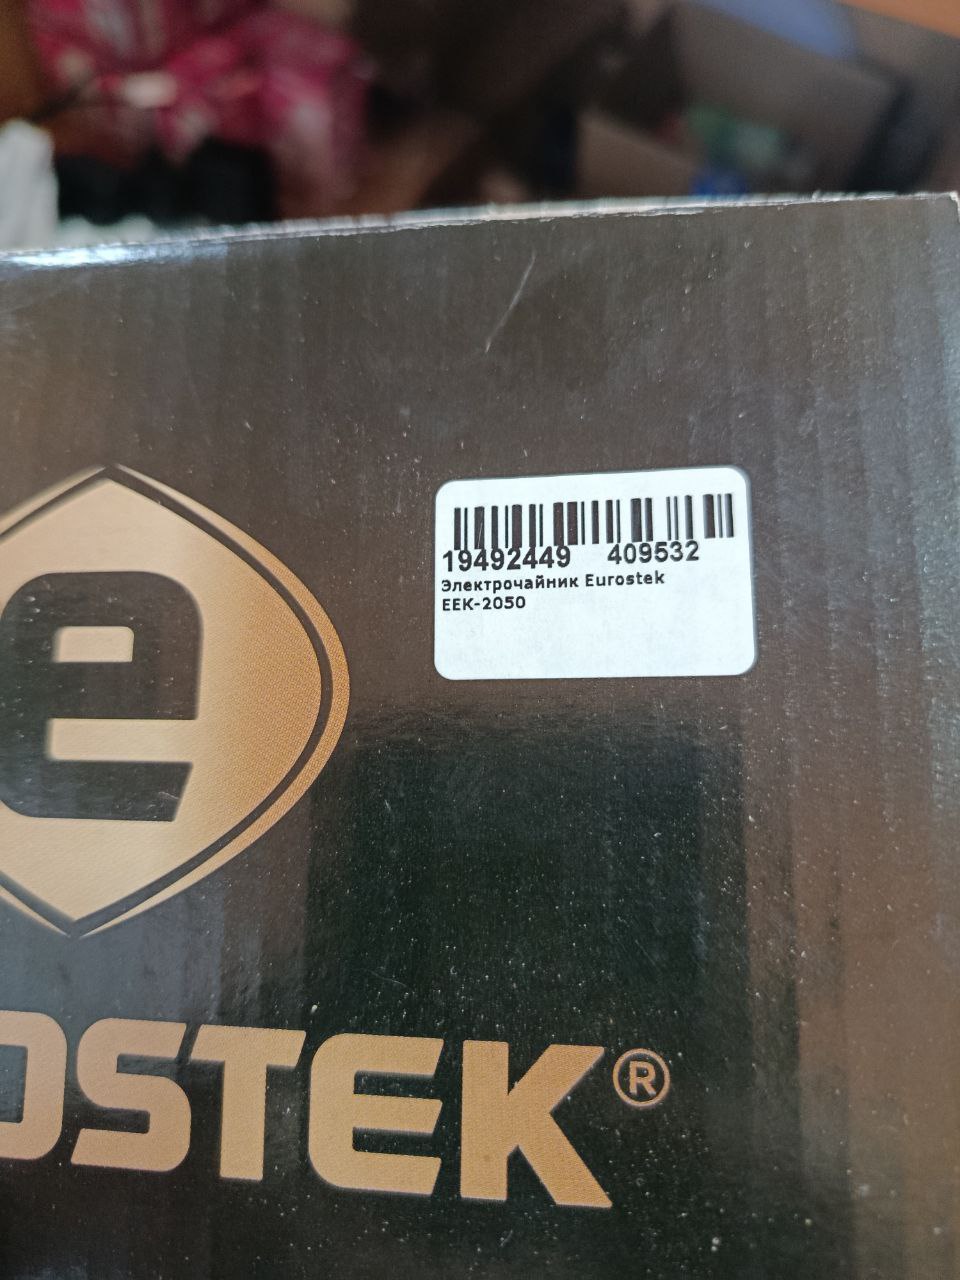 19492449 409532
Электрочайник Eurostek
EEK-2050
e
OSTEK®